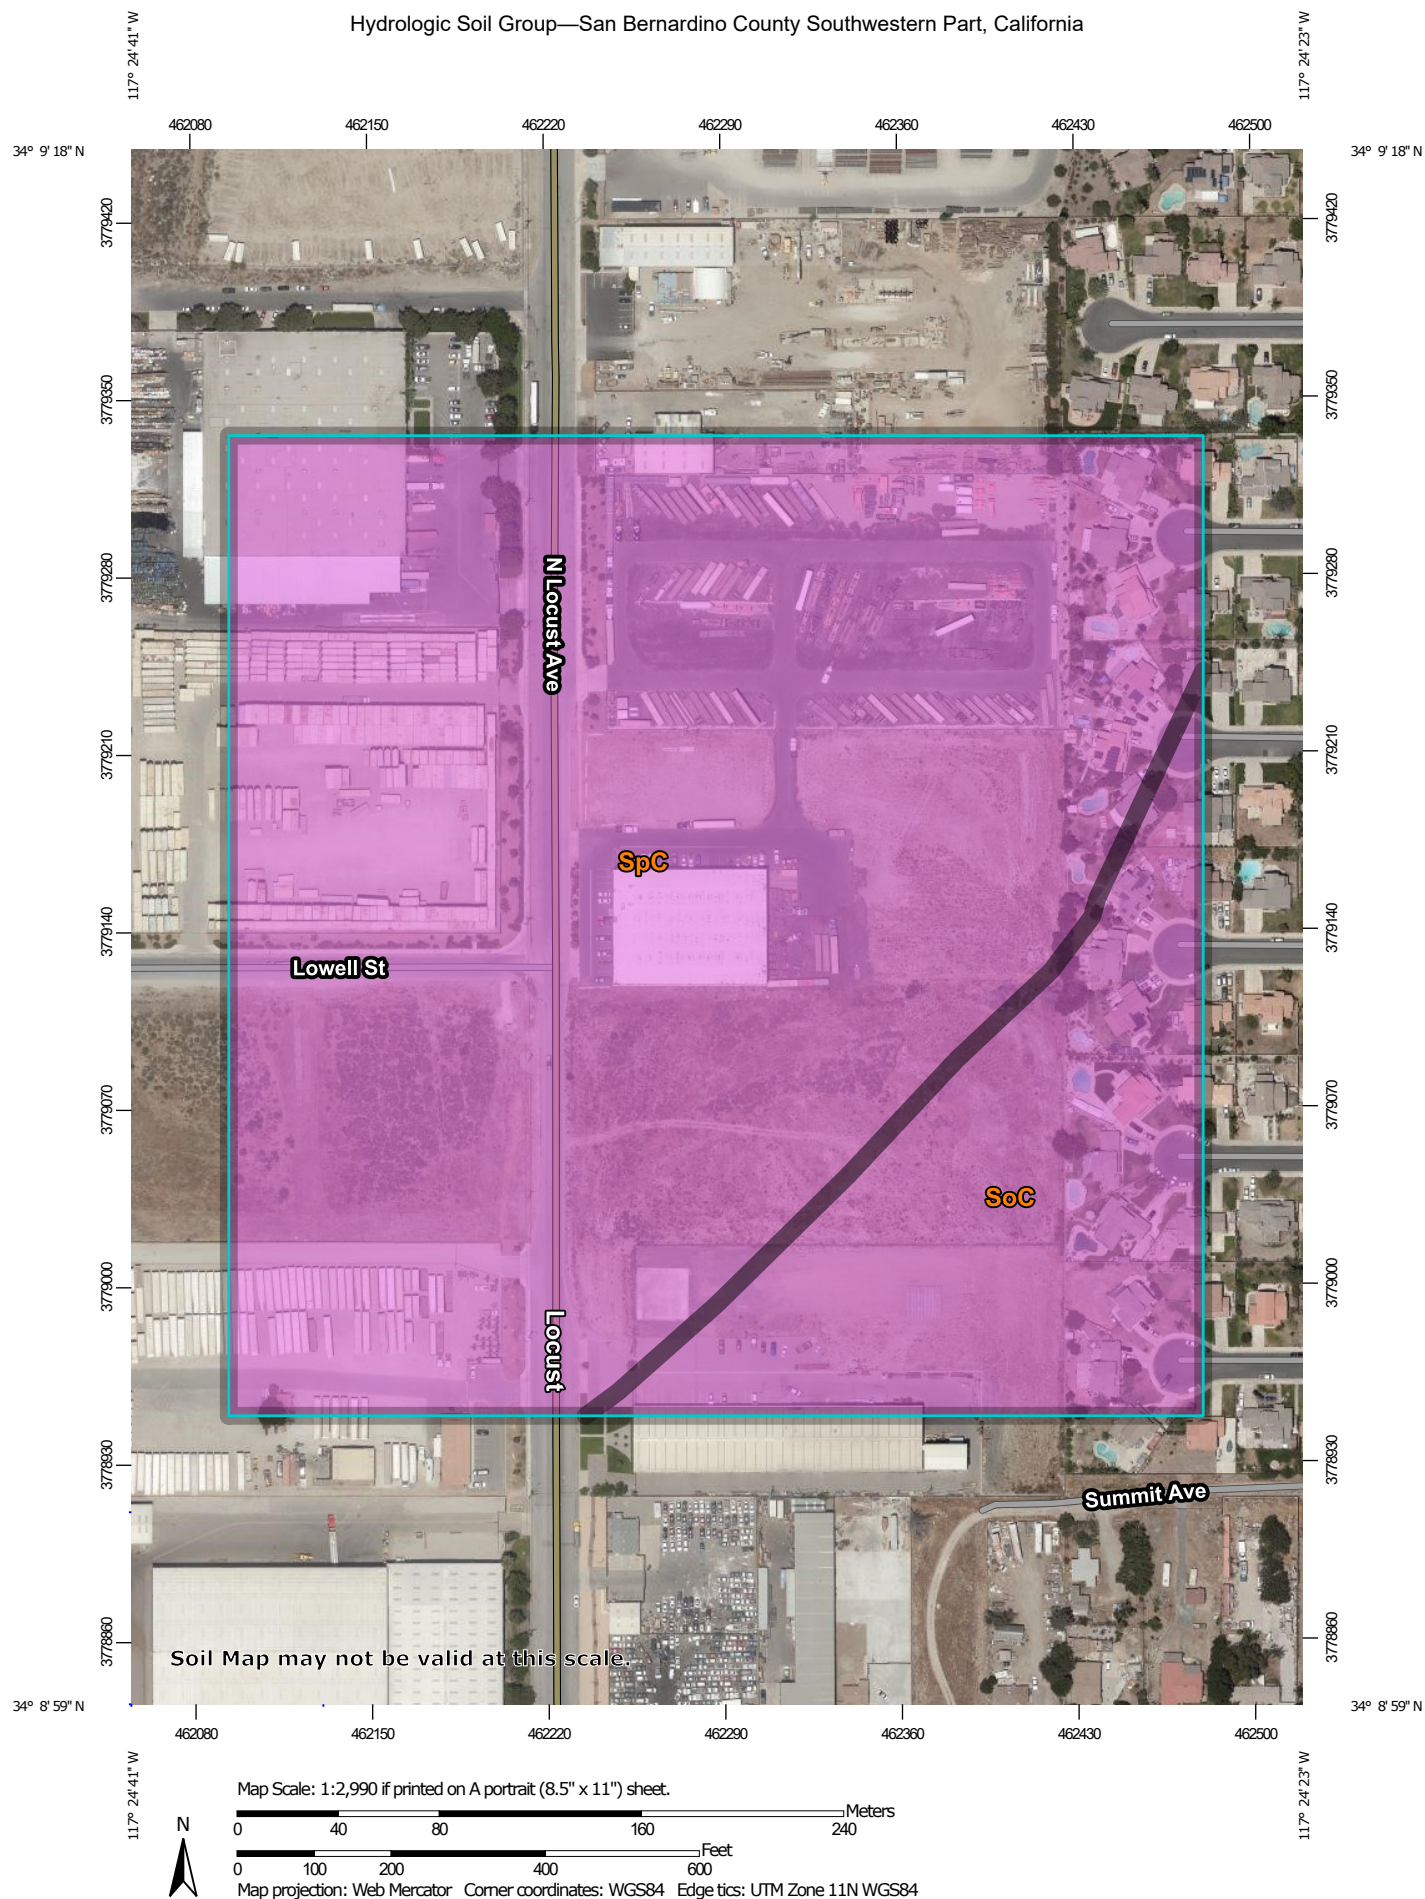 Hydrologic Soil Group—San Bernardino County Southwestern Part, California
117° 24' 41" W
117° 24' 23" W
462080 462150 462220 462290 462360 462430 462500
34° 9' 18" N
34° 9' 18" N
3779420
3779420
3779350
3779350
3779280
3779280
N Locust Ave
3779210
3779210
SpC
3779140
3779140
Lowell St
3779070
3779070
SoC
3779000
3779000
Locust
3778930
3778930
Summit Ave
3778860
3778860
Soil Map may not be valid at this scale.
34° 8' 59" N
34° 8' 59" N
462080 462150 462220 462290 462360 462430 462500
117° 24' 41" W
117° 24' 23" W
Map Scale: 1:2,990 if printed on A portrait (8.5" x 11") sheet.
Meters
0 40 80 160 240
N
Feet
0 100 200 400 600
Map projection: Web Mercator Corner coordinates: WGS84 Edge tics: UTM Zone 11N WGS84